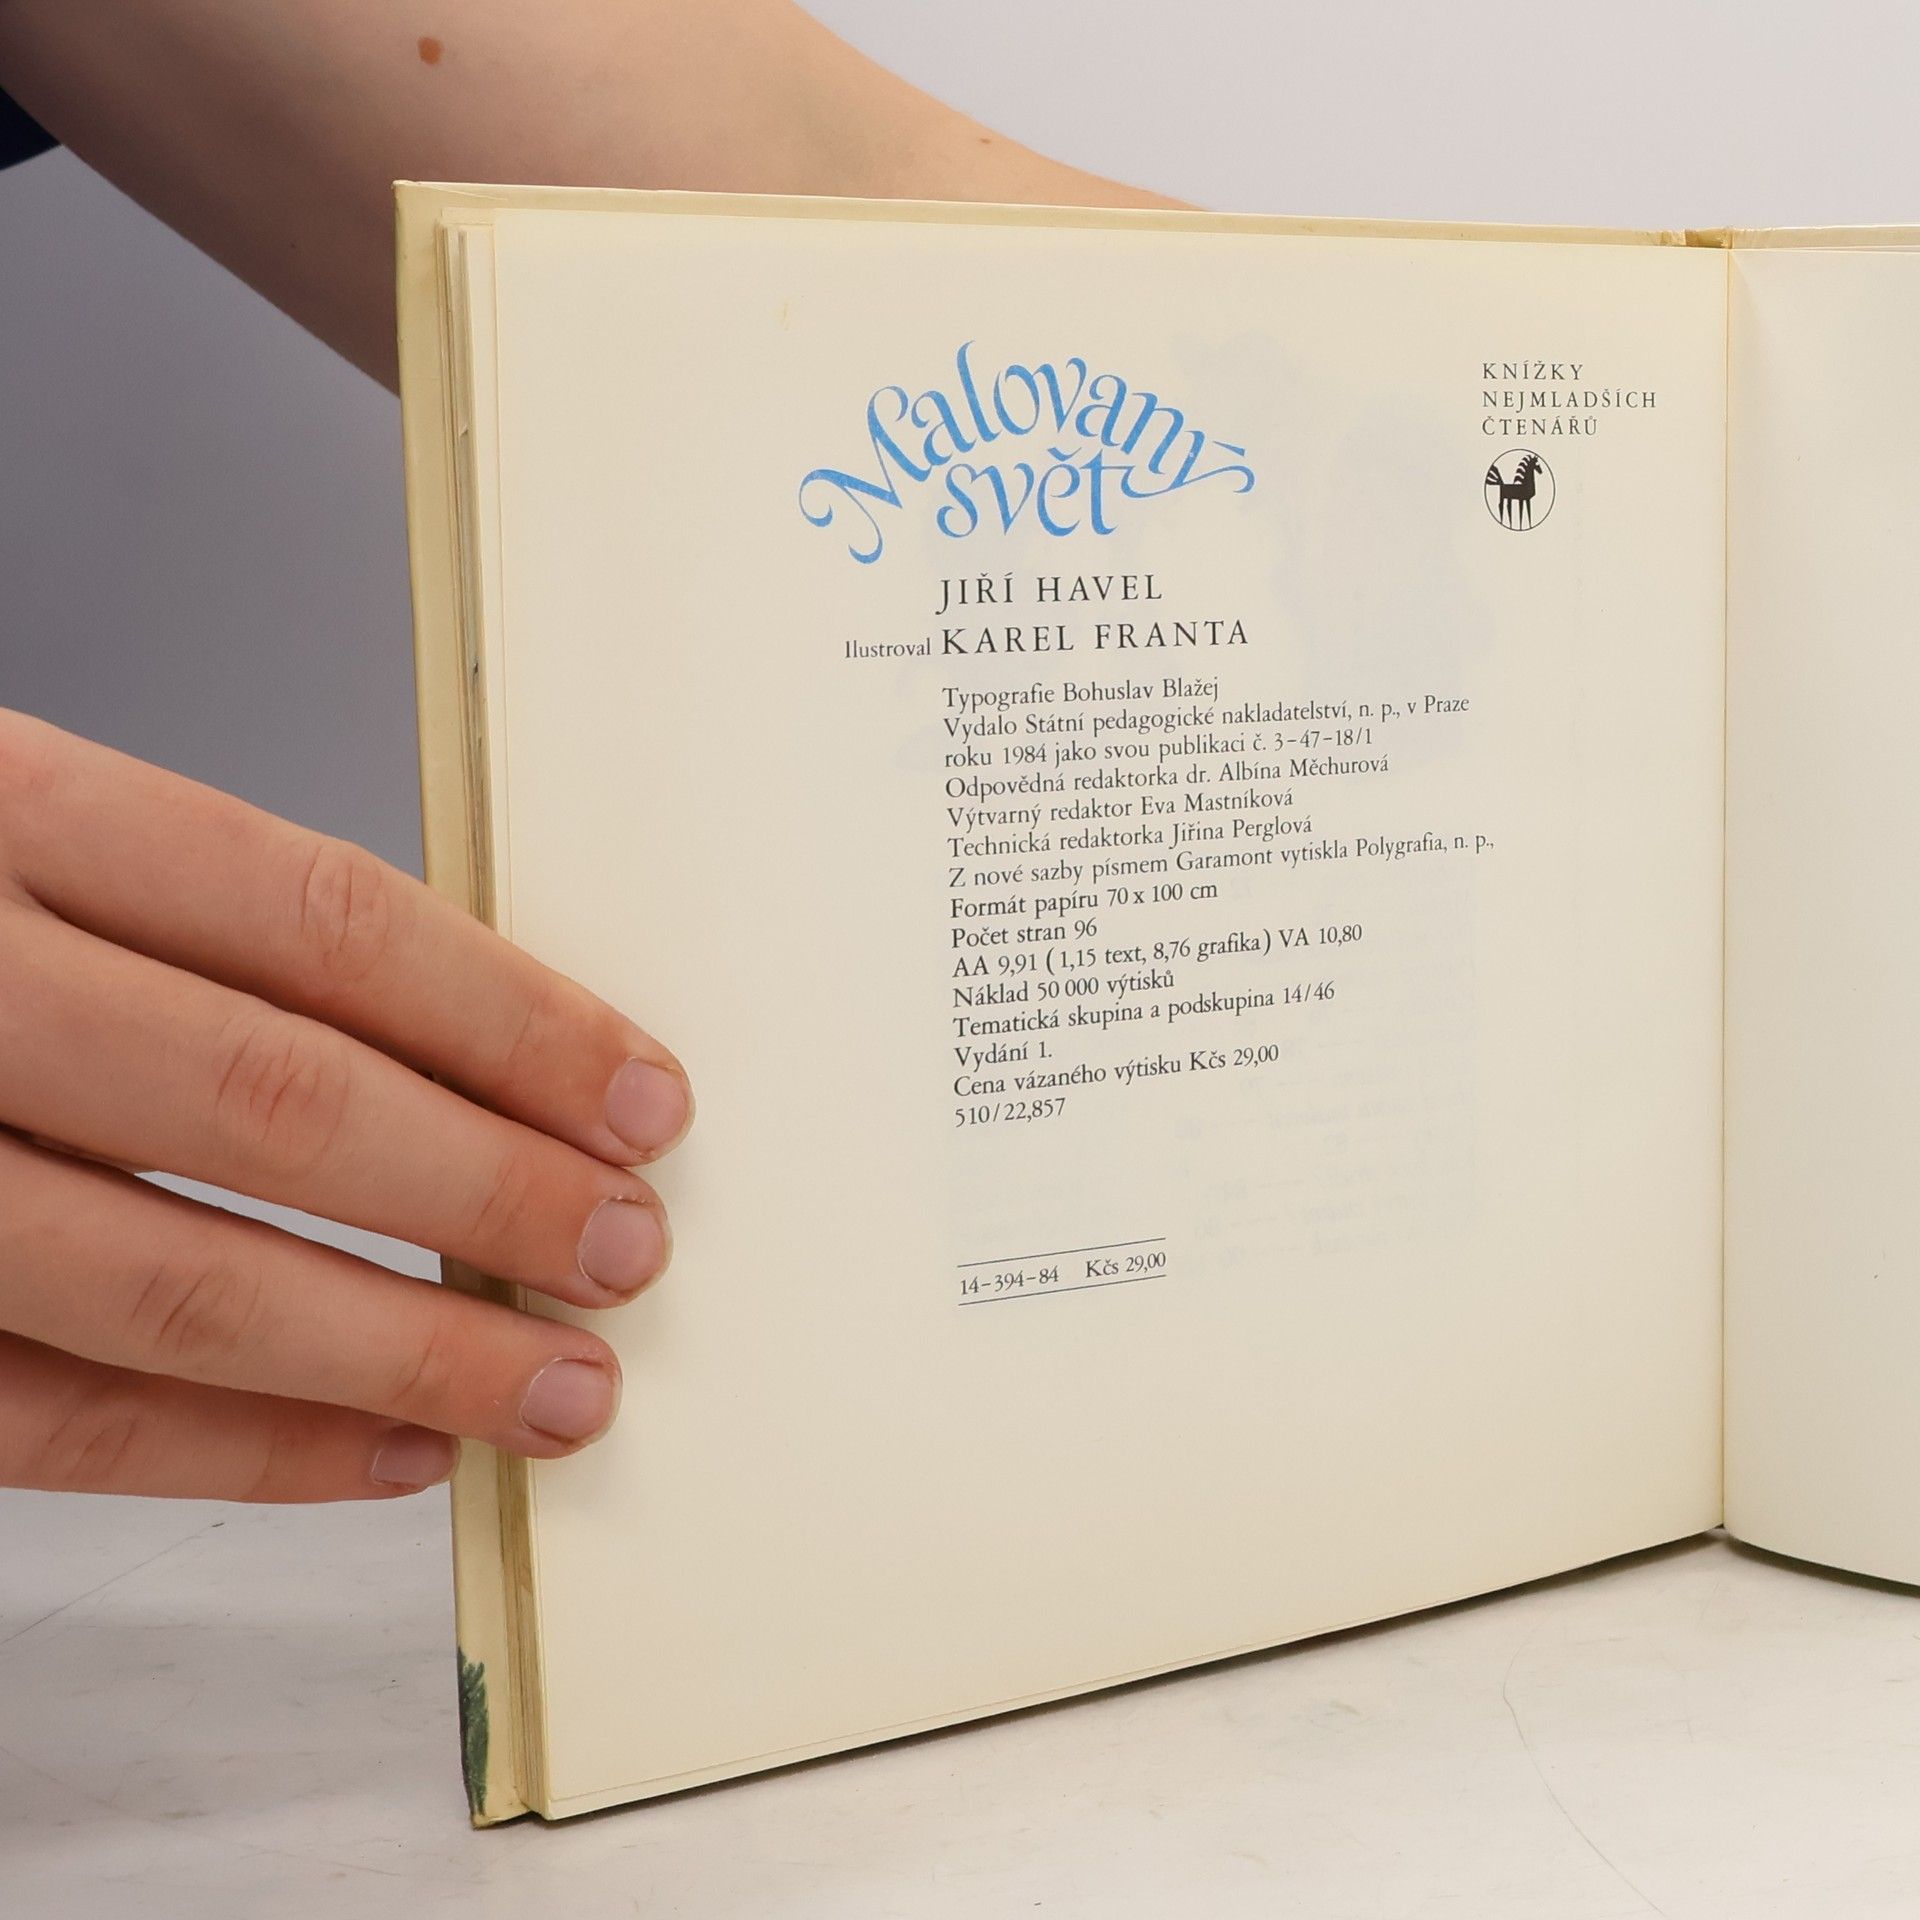 Malovaný
svět
KNÍŽKY
NEJMLADŠÍCH
ČTENÁŘŮ
JIŘÍ HAVEL
Ilustroval KAREL FRANTA
Typografie Bohuslav Blažej
Vydalo Státní pedagogické nakladatelství, n. p., v Praze
roku 1984 jako svou publikaci č. 3-47-18/1
Odpovědná redaktorka dr. Albína Měchurová
Výtvarný redaktor Eva Mastníková
Technická redaktorka Jiřina Perglová
Z nové sazby písmem Garamont vytiskla Polygrafia, n. p.,
Formát papíru 70 x 100 cm
Počet stran 96
AA 9,91 (1,15 text, 8,76 grafika) VA 10,80
Náklad 50 000 výtisků
Tematická skupina a podskupina 14/46
Vydání 1.
Cena vázaného výtisku Kčs 29,00
510/22,857
14-394-84 Kčs 29,00